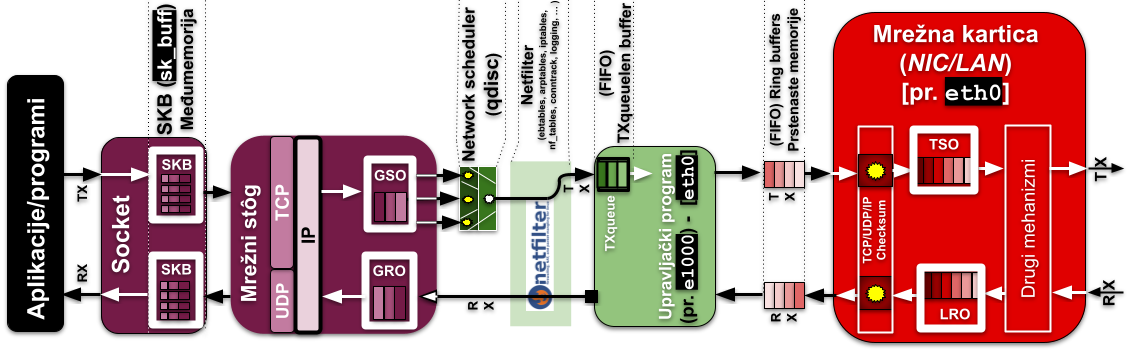 Aplikacije/programi
TX
RX
Socket
SKB (sk_buff)
Međumemorija
SKB
SKB
Mrežni stôg
TCP
UDP
IP
GSO
GRO
Network scheduler
(qdisc)
Netfilter
(ebtables, arptables, iptables,
nf_tables, conntrack, logging, ... )
netfilter
T
X
R
X
(FIFO)
TXqueuelen buffer
TXqueue
Upravljački program
(pr. e1000) - [eth0]
(FIFO) Ring buffers
Prstenaste memorije
T
X
R
X
Mrežna kartica
(NIC/LAN)
[pr. eth0]
TCP/UDP/IP
Checksum
TSO
LRO
Drugi mehanizmi
TX
RX